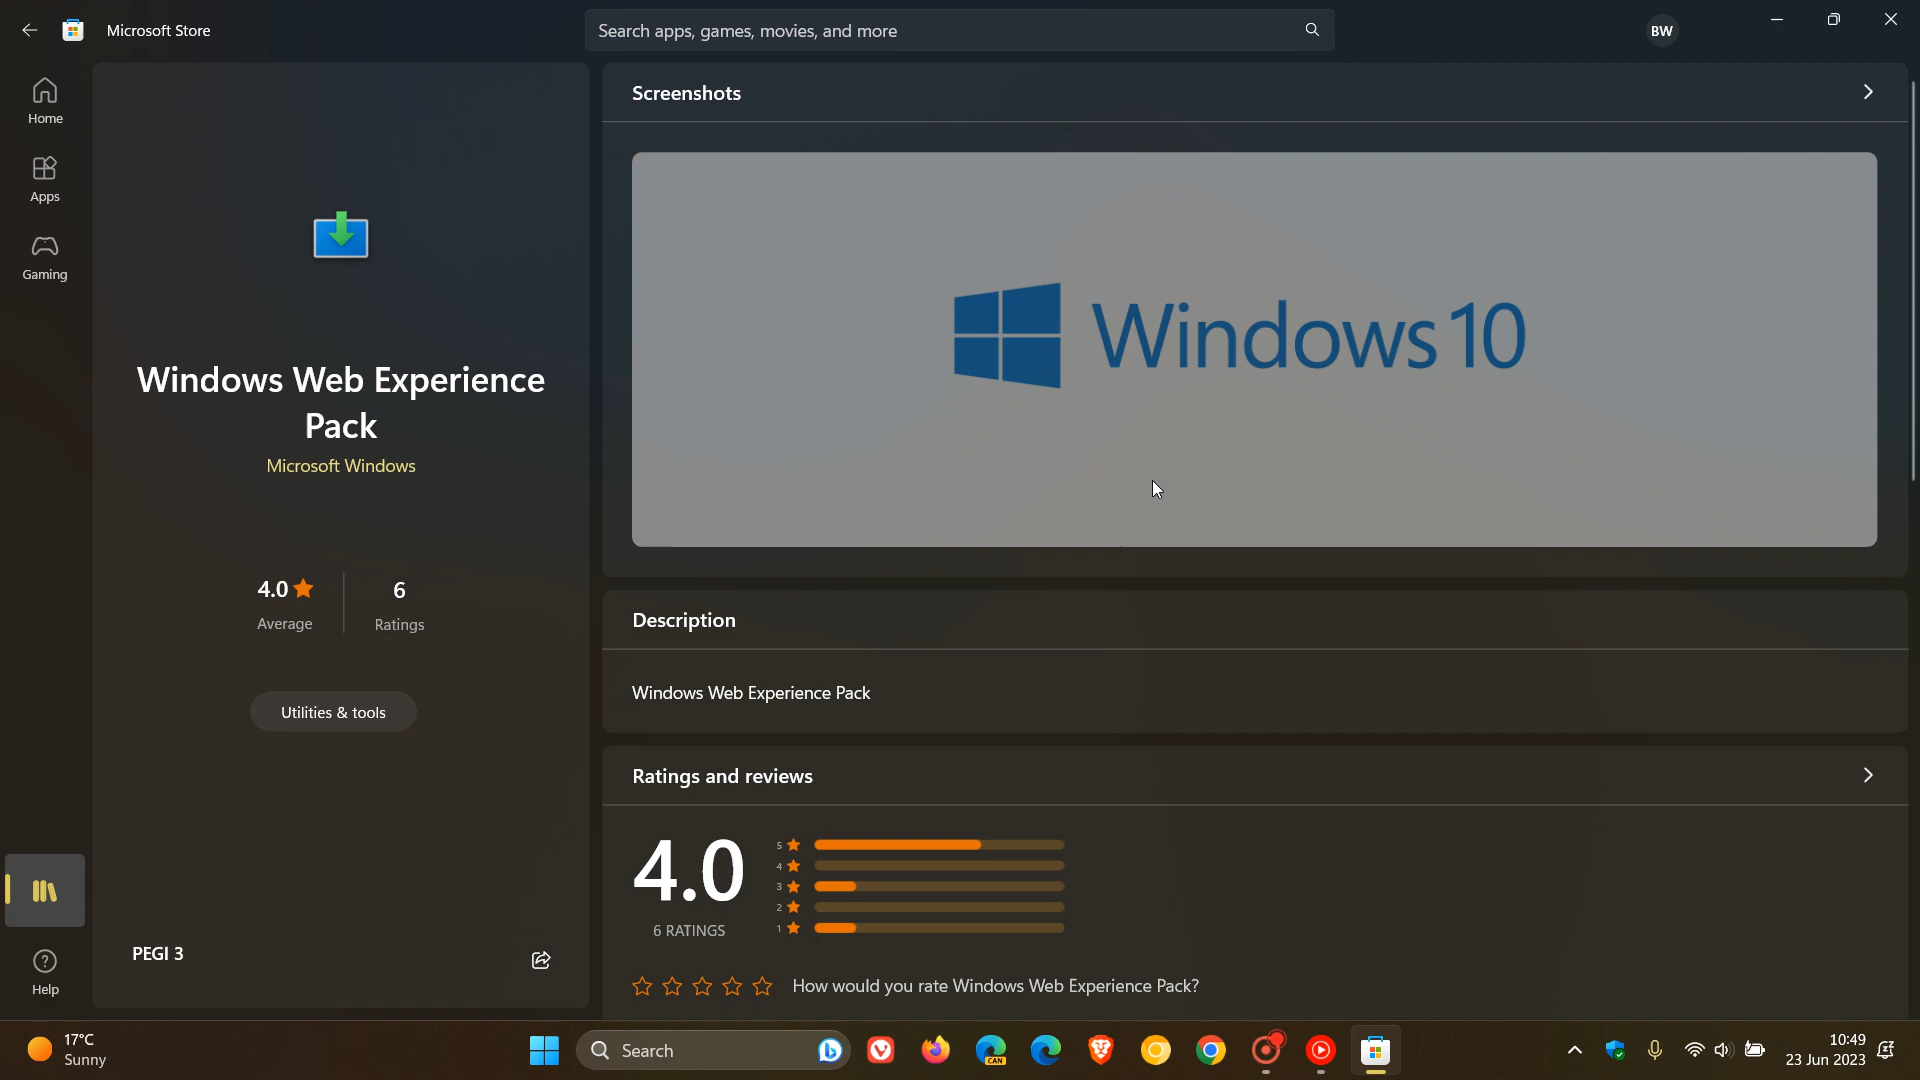 Microsoft Store
Search apps, games, movies, and more
BW
Home
Apps
Gaming
Help
Windows Web Experience
Pack
Microsoft Windows
4.0
Average
6
Ratings
Utilities & tools
PEGI 3
Screenshots
Windows 10
Description
Windows Web Experience Pack
Ratings and reviews
4.0
6 RATINGS
5
4
3
2
1
How would you rate Windows Web Experience Pack?
17°C
Sunny
Search
CAN
10:49
23 Jun 2023